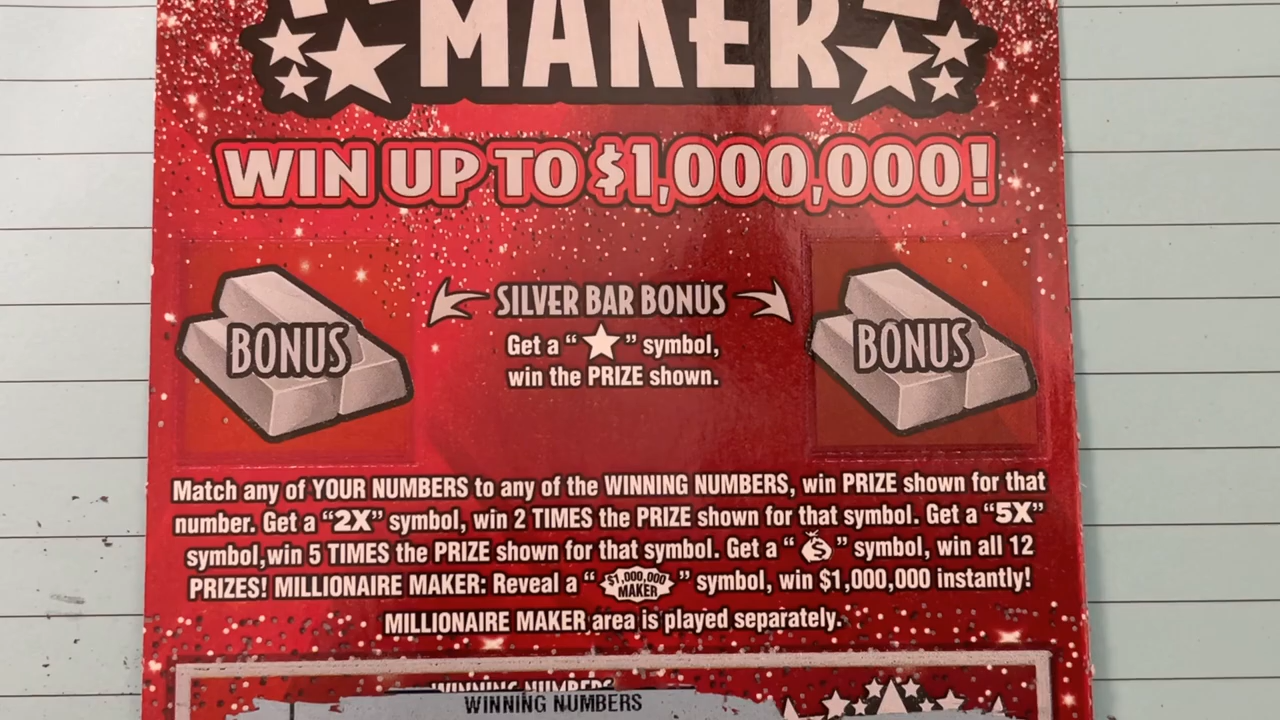 MAKER
WIN UP TO $1,000,000!
BONUS
SILVER BAR BONUS
Get a "★" symbol,
win the PRIZE shown.
BONUS
Match any of YOUR NUMBERS to any of the WINNING NUMBERS, win PRIZE shown for that
number. Get a "2X" symbol, win 2 TIMES the PRIZE shown for that symbol. Get a "5X"
symbol,win 5 TIMES the PRIZE shown for that symbol. Get a "💰" symbol, win all 12
PRIZES! MILLIONAIRE MAKER: Reveal a "$1,000,000 MAKER" symbol, win $1,000,000 instantly!
MILLIONAIRE MAKER area is played separately.
WINNING NUMBERS
WINNING NUMBERS